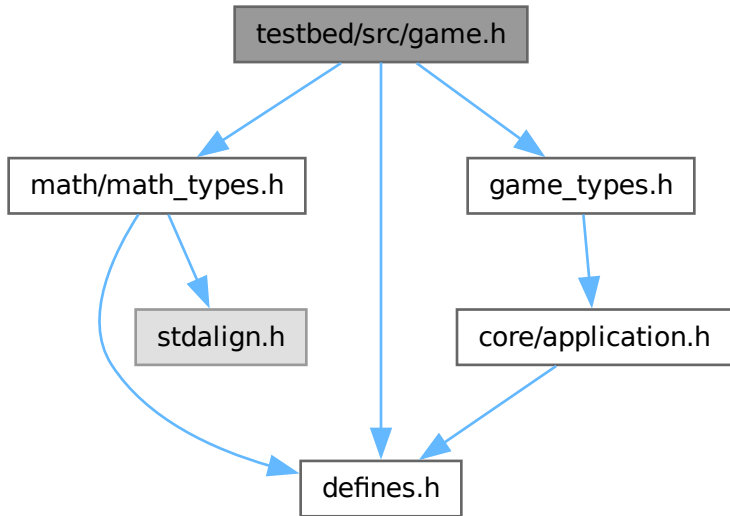 testbed/src/game.h
math/math_types.h
game_types.h
stdalign.h
core/application.h
defines.h